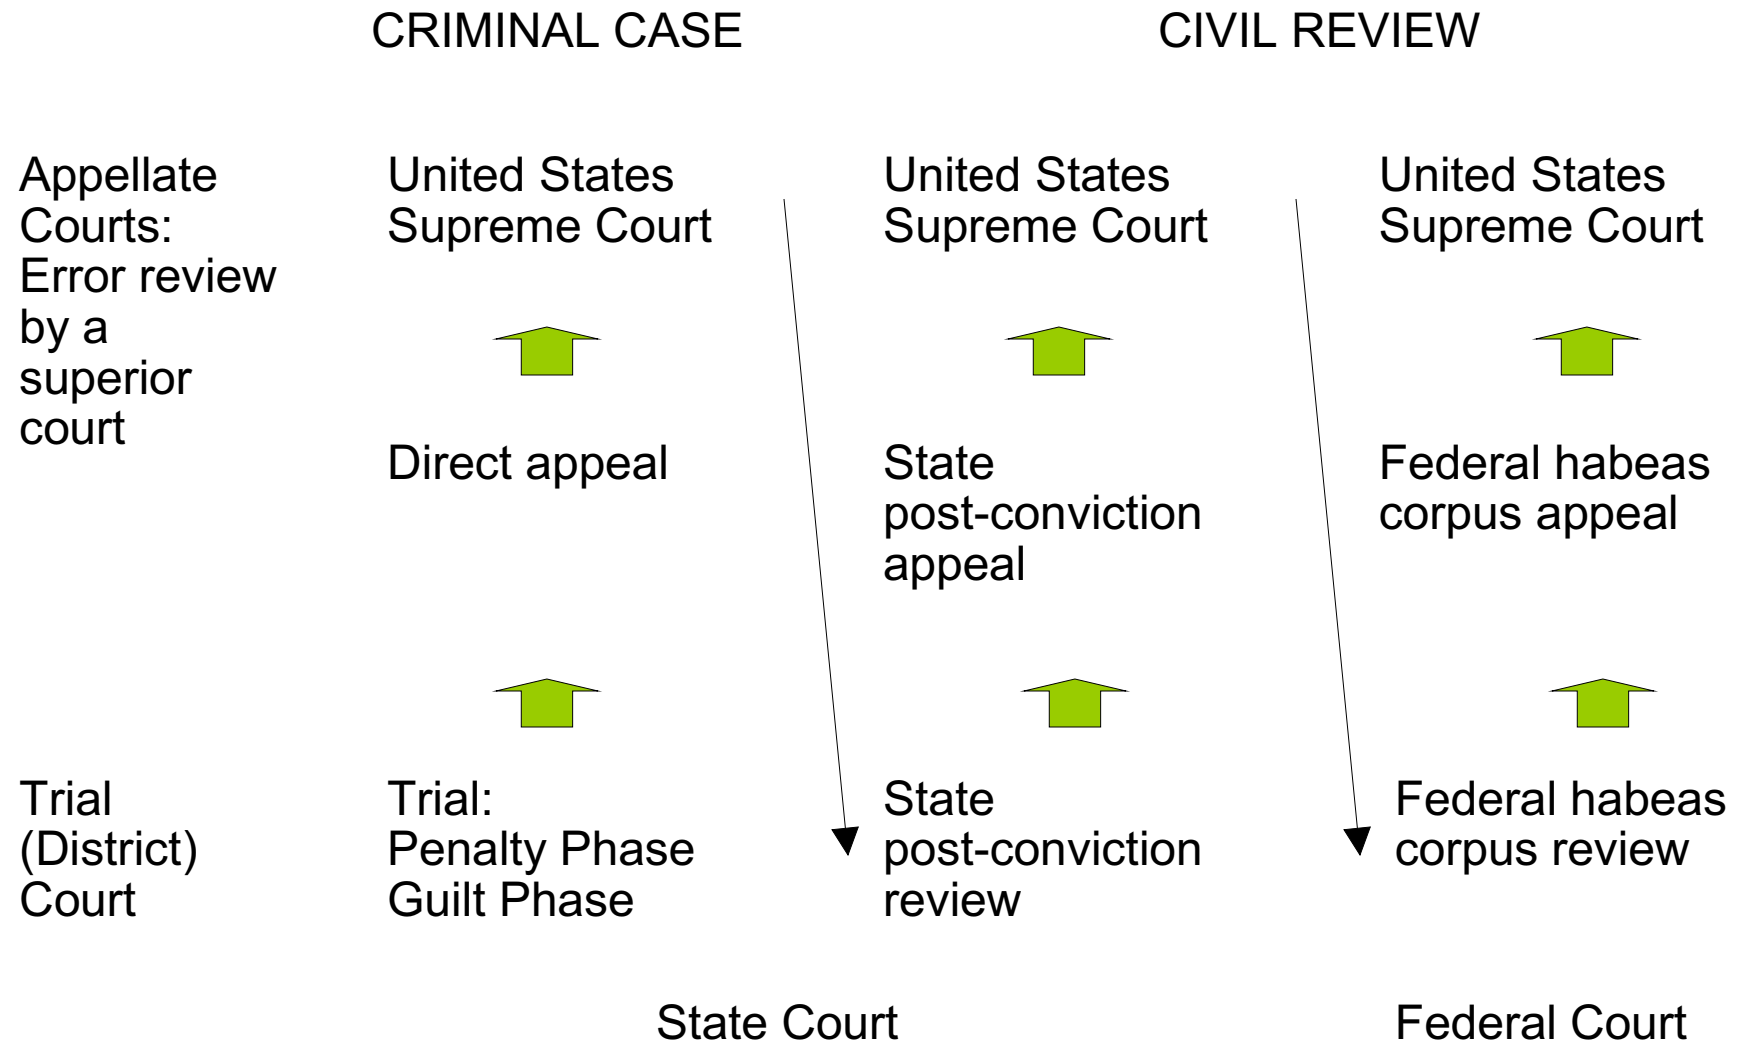 CRIMINAL CASE
CIVIL REVIEW
Appellate
Courts:
Error review
by a
superior
court
United States
Supreme Court
United States
Supreme Court
United States
Supreme Court
Direct appeal
State
post-conviction
appeal
Federal habeas
corpus appeal
Trial
(District)
Court
Trial:
Penalty Phase
Guilt Phase
State
post-conviction
review
Federal habeas
corpus review
State Court
Federal Court